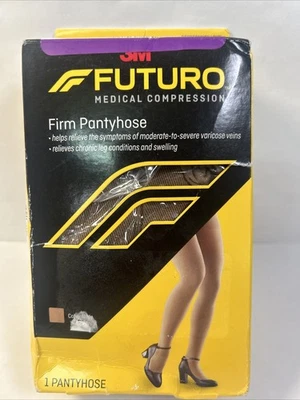 3M
FUTURO
MEDICAL COMPRESSION
Firm Pantyhose
• helps relieve the symptoms of moderate-to-severe varicose veins
• relieves chronic leg conditions and swelling
1 PANTYHOSE